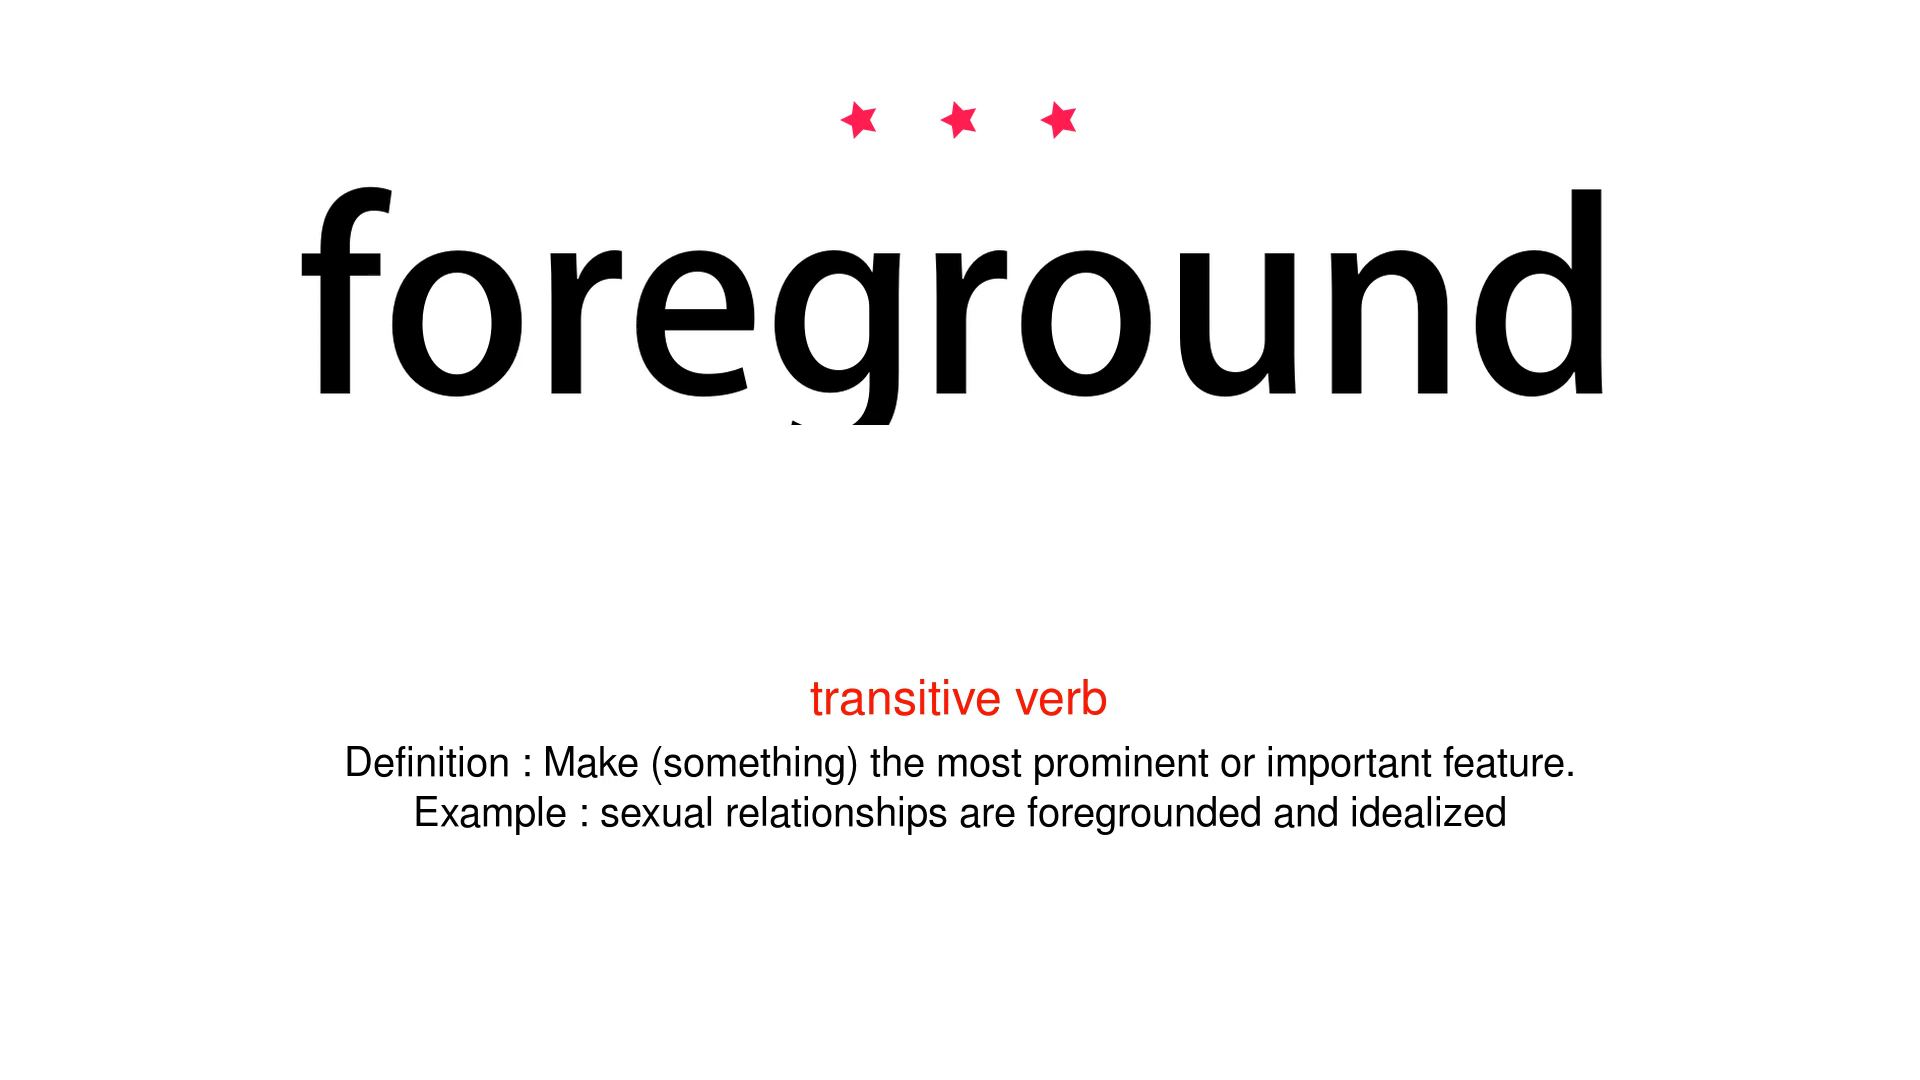 foreground
transitive verb
Definition : Make (something) the most prominent or important feature.
Example : sexual relationships are foregrounded and idealized